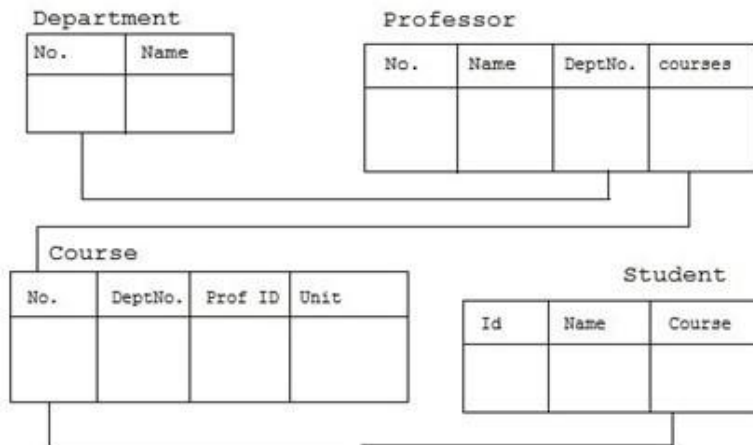 Department
No. Name
Professor
No. Name DeptNo. courses
Course
No. DeptNo. Prof ID Unit
Student
Id Name Course